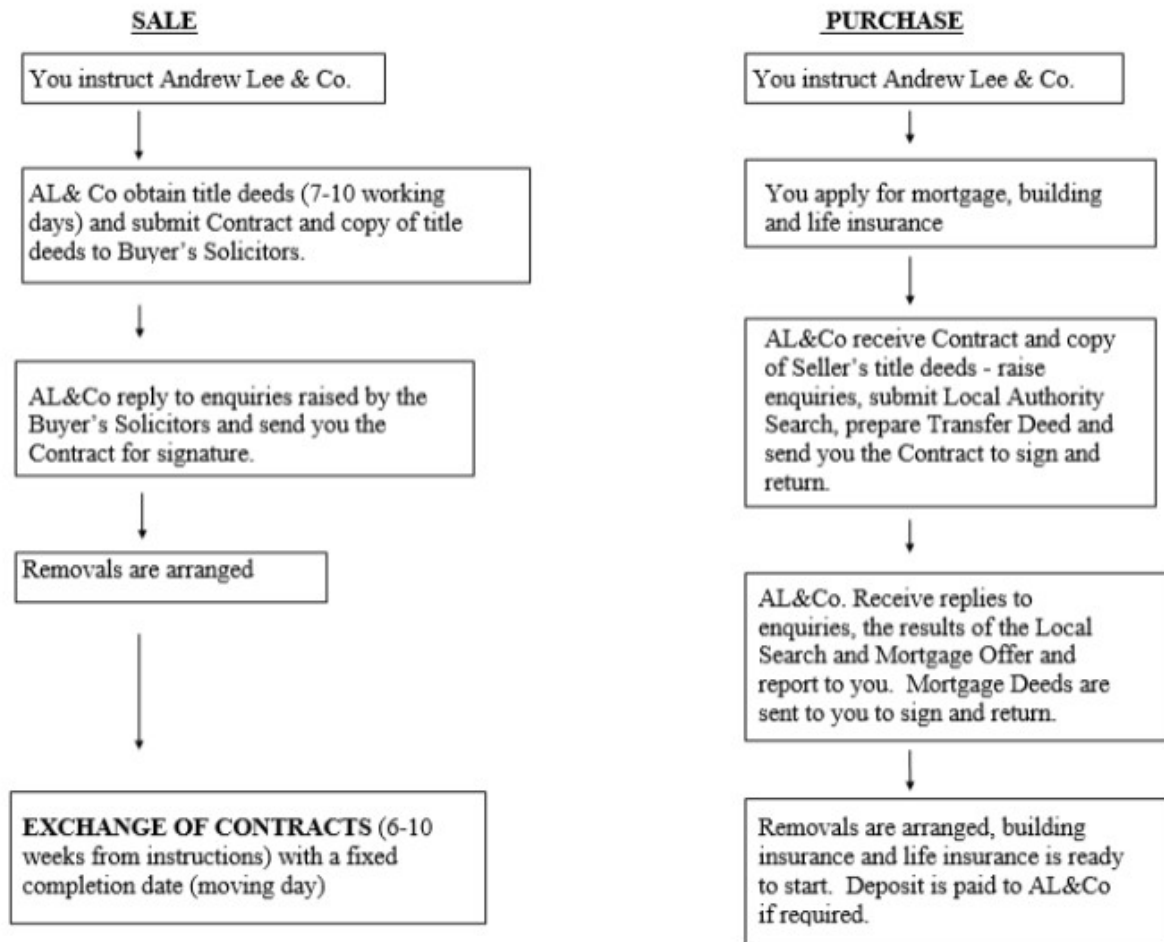 SALE
You instruct Andrew Lee & Co.
AL& Co obtain title deeds (7-10 working
days) and submit Contract and copy of title
deeds to Buyer’s Solicitors.
AL&Co reply to enquiries raised by the
Buyer’s Solicitors and send you the
Contract for signature.
Removals are arranged
EXCHANGE OF CONTRACTS (6-10
weeks from instructions) with a fixed
completion date (moving day)
PURCHASE
You instruct Andrew Lee & Co.
You apply for mortgage, building
and life insurance
AL&Co receive Contract and copy
of Seller’s title deeds - raise
enquiries, submit Local Authority
Search, prepare Transfer Deed and
send you the Contract to sign and
return.
AL&Co. Receive replies to
enquiries, the results of the Local
Search and Mortgage Offer and
report to you. Mortgage Deeds are
sent to you to sign and return.
Removals are arranged, building
insurance and life insurance is ready
to start. Deposit is paid to AL&Co
if required.